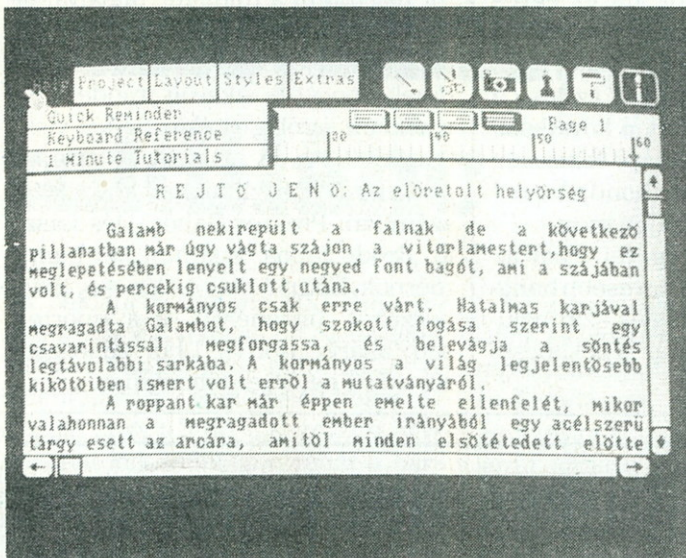 Help Project Layout Styles Extras
Quick Reminder
Keyboard Reference
1 Minute Tutorials
Page 1
30 40 50 60
R E J T Ö J E N Ö: Az elöretolt helyörség
Galamb nekirepült a falnak de a következö
pillanatban már úgy vágta szájon a vitorlamestert,hogy ez
meglepetésében lenyelt egy negyed font bagót, ami a szájában
volt, és percekig csuklott utána.
A kormányos csak erre várt. Hatalmas karjával
megragadta Galambot, hogy szokott fogása szerint egy
csavarintással megforgassa, és belevágja a söntés
legtávolabbi sarkába. A kormányos a világ legjelentösebb
kikötöiben ismert volt erröl a mutatványáról.
A roppant kar már éppen emelte ellenfelét, mikor
valahonnan a megragadott ember irányából egy acélszerü
tárgy esett az arcára, amitöl minden elsötétedett elötte